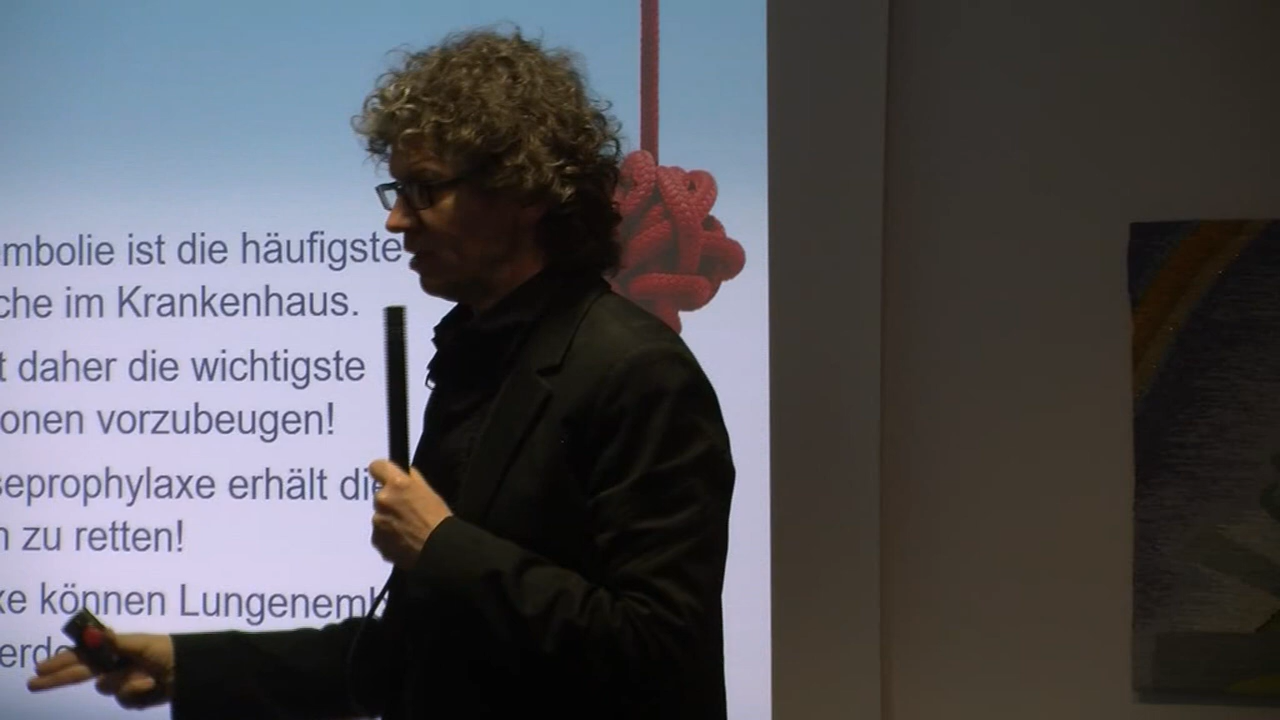 mbolie ist die häufigste
che im Krankenhaus.
t daher die wichtigste
onen vorzubeugen!
seprophylaxe erhält die
n zu retten!
xe können Lungenemb
erde